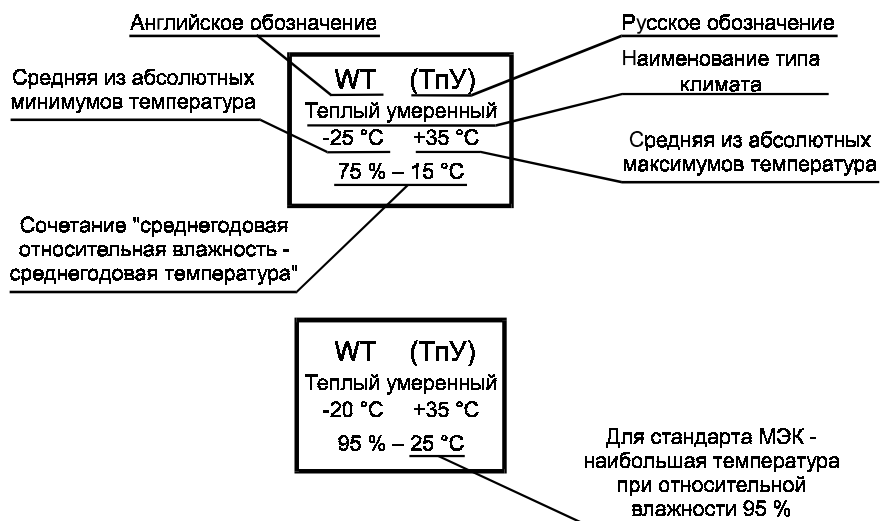 Английское обозначение
Русское обозначение
WT (ТпУ)
Наименование типа
климата
Средняя из абсолютных
минимумов температура
Теплый умеренный
-25 °С +35 °С
Средняя из абсолютных
максимумов температура
75 % – 15 °С
Сочетание "среднегодовая
относительная влажность -
среднегодовая температура"
WT (ТпУ)
Теплый умеренный
-20 °С +35 °С
95 % – 25 °С
Для стандарта МЭК -
наибольшая температура
при относительной
влажности 95 %